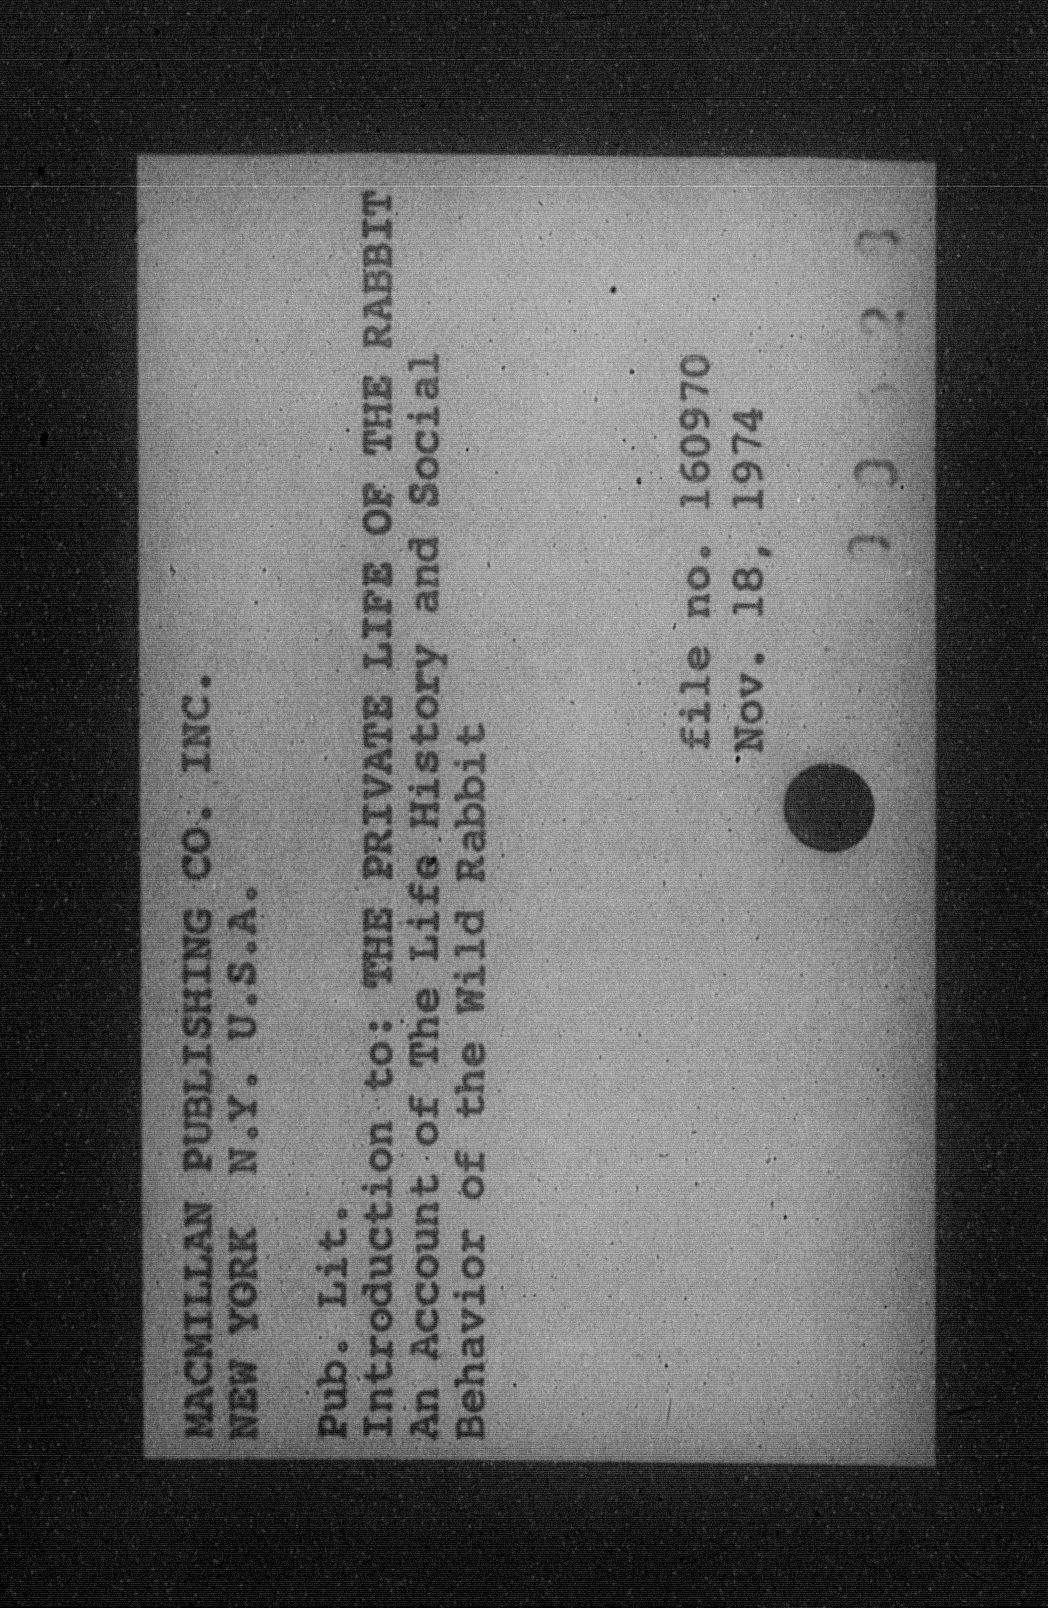 MACMILLAN PUBLISHING CO. INC.
NEW YORK N.Y. U.S.A.
Pub. Lit.
Introduction to: THE PRIVATE LIFE OF THE RABBIT
An Account of The Life History and Social
Behavior of the Wild Rabbit
file no. 160970
Nov. 18, 1974